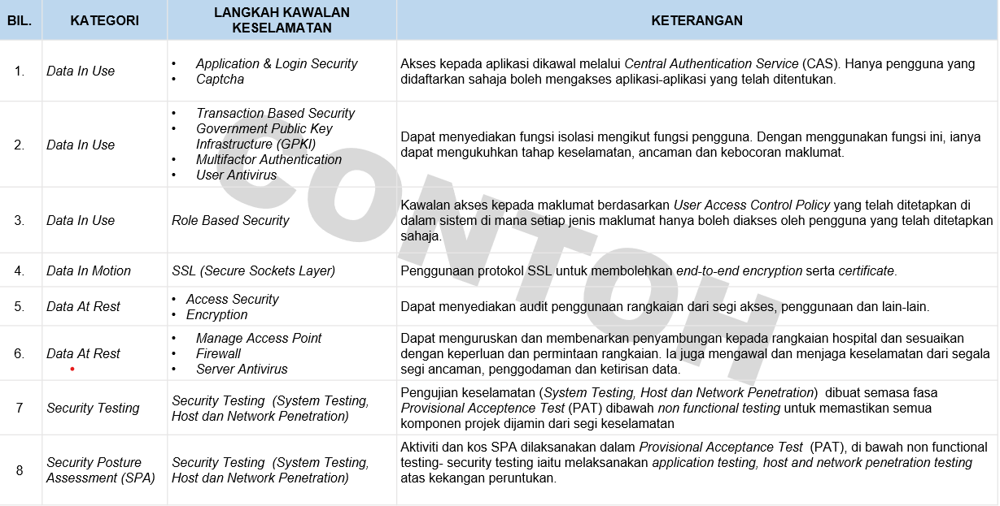 BIL.
KATEGORI
LANGKAH KAWALAN
KESELAMATAN
KETERANGAN
1.
Data In Use
• Application & Login Security
• Captcha
Akses kepada aplikasi dikawal melalui Central Authentication Service (CAS). Hanya pengguna yang
didaftarkan sahaja boleh mengakses aplikasi-aplikasi yang telah ditentukan.
2.
Data In Use
• Transaction Based Security
• Government Public Key
Infrastructure (GPKI)
• Multifactor Authentication
• User Antivirus
Dapat menyediakan fungsi isolasi mengikut fungsi pengguna. Dengan menggunakan fungsi ini, ianya
dapat mengukuhkan tahap keselamatan, ancaman dan kebocoran maklumat.
3.
Data In Use
Role Based Security
Kawalan akses kepada maklumat berdasarkan User Access Control Policy yang telah ditetapkan di
dalam sistem di mana setiap jenis maklumat hanya boleh diakses oleh pengguna yang telah ditetapkan
sahaja.
4.
Data In Motion
SSL (Secure Sockets Layer)
Penggunaan protokol SSL untuk membolehkan end-to-end encryption serta certificate.
5.
Data At Rest
• Access Security
• Encryption
Dapat menyediakan audit penggunaan rangkaian dari segi akses, penggunaan dan lain-lain.
6.
Data At Rest
• Manage Access Point
• Firewall
• Server Antivirus
Dapat menguruskan dan membenarkan penyambungan kepada rangkaian hospital dan sesuaikan
dengan keperluan dan permintaan rangkaian. Ia juga mengawal dan menjaga keselamatan dari segala
segi ancaman, penggodaman dan ketirisan data.
7
Security Testing
Security Testing (System Testing,
Host dan Network Penetration)
Pengujian keselamatan (System Testing, Host dan Network Penetration) dibuat semasa fasa
Provisional Acceptence Test (PAT) dibawah non functional testing untuk memastikan semua
komponen projek dijamin dari segi keselamatan
8
Security Posture
Assessment (SPA)
Security Testing (System Testing,
Host dan Network Penetration)
Aktiviti dan kos SPA dilaksanakan dalam Provisional Acceptance Test (PAT), di bawah non functional
testing- security testing iaitu melaksanakan application testing, host and network penetration testing
atas kekangan peruntukan.
CONTOH